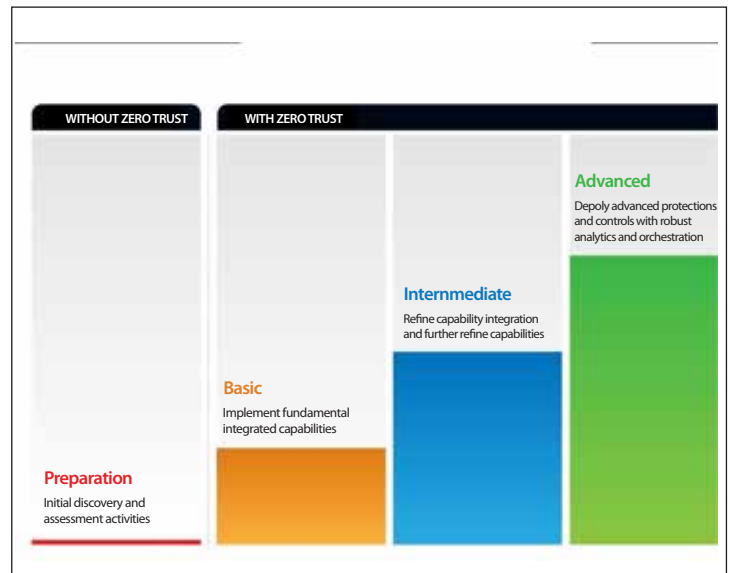 WITHOUT ZERO TRUST
WITH ZERO TRUST
Advanced
Depoly advanced protections
and controls with robust
analytics and orchestration
Internmediate
Refine capability integration
and further refine capabilities
Basic
Implement fundamental
integrated capabilities
Preparation
Initial discovery and
assessment activities